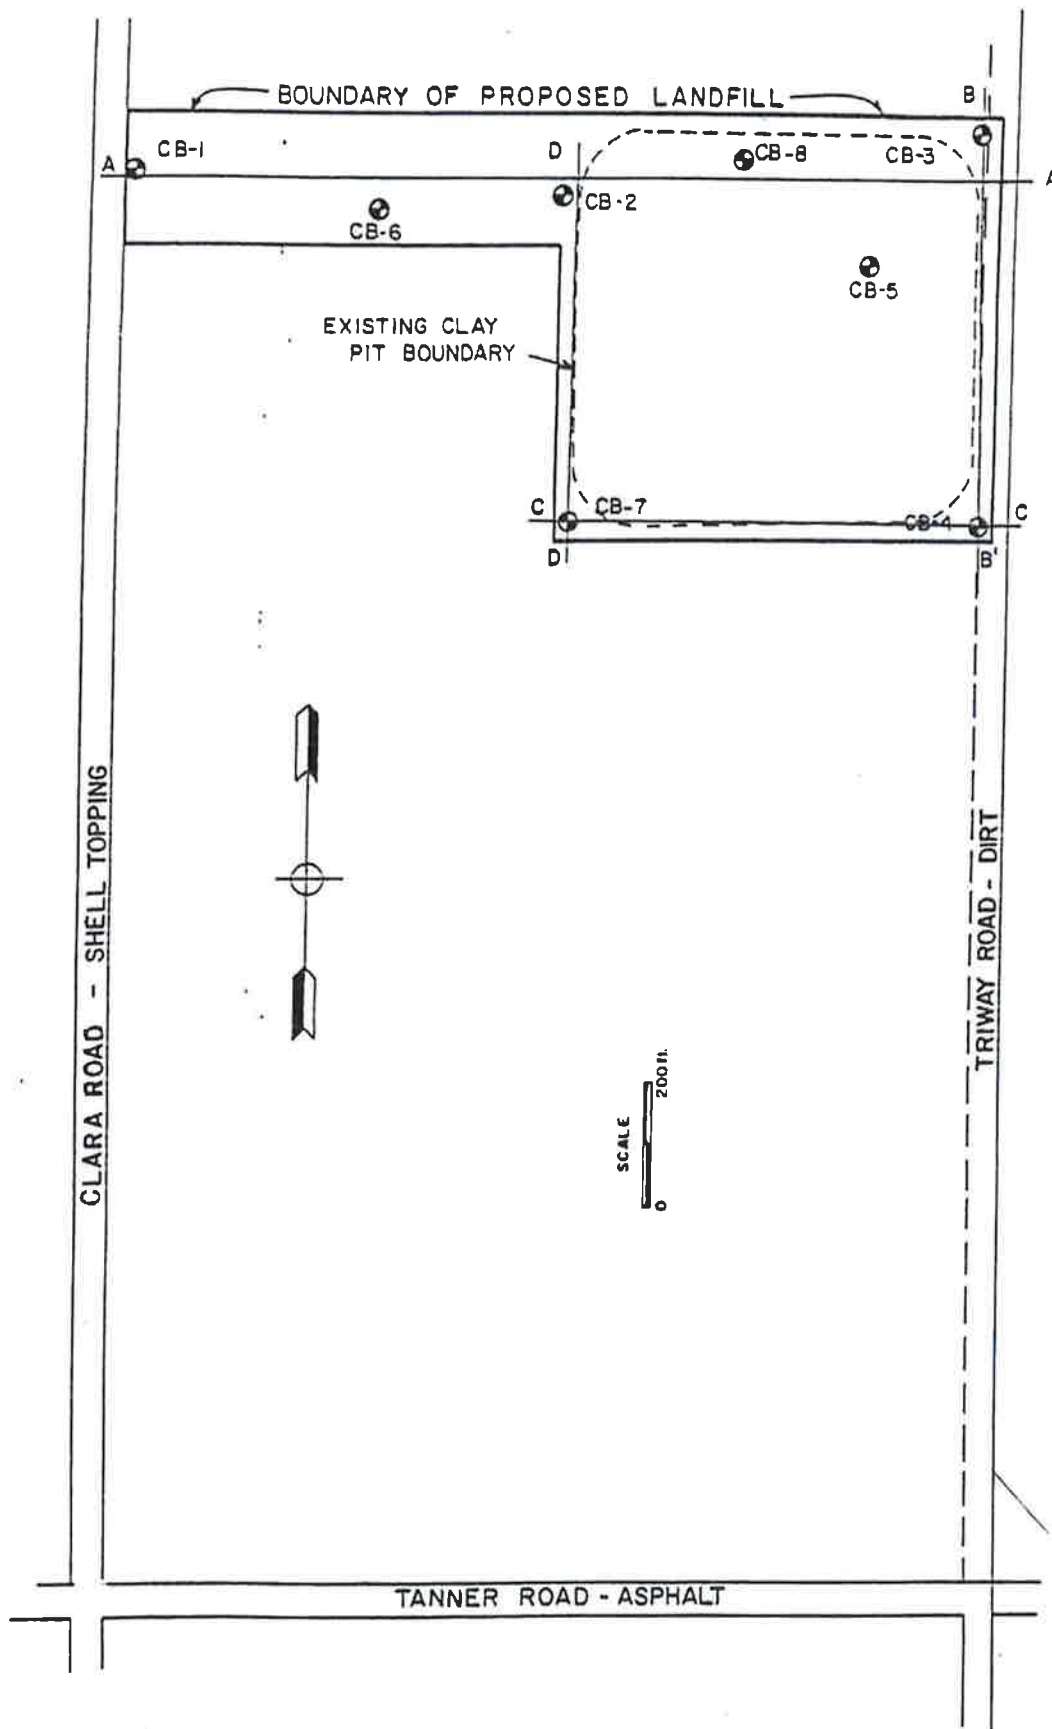 BOUNDARY OF PROPOSED LANDFILL
B
A
CB-1
D
CB-8
CB-3
A
CB-2
CB-6
CB-5
EXISTING CLAY
PIT BOUNDARY
C
CB-7
CB-4
C
D
B'
CLARA ROAD - SHELL TOPPING
TRIWAY ROAD - DIRT
SCALE
0
200 Ft.
TANNER ROAD - ASPHALT